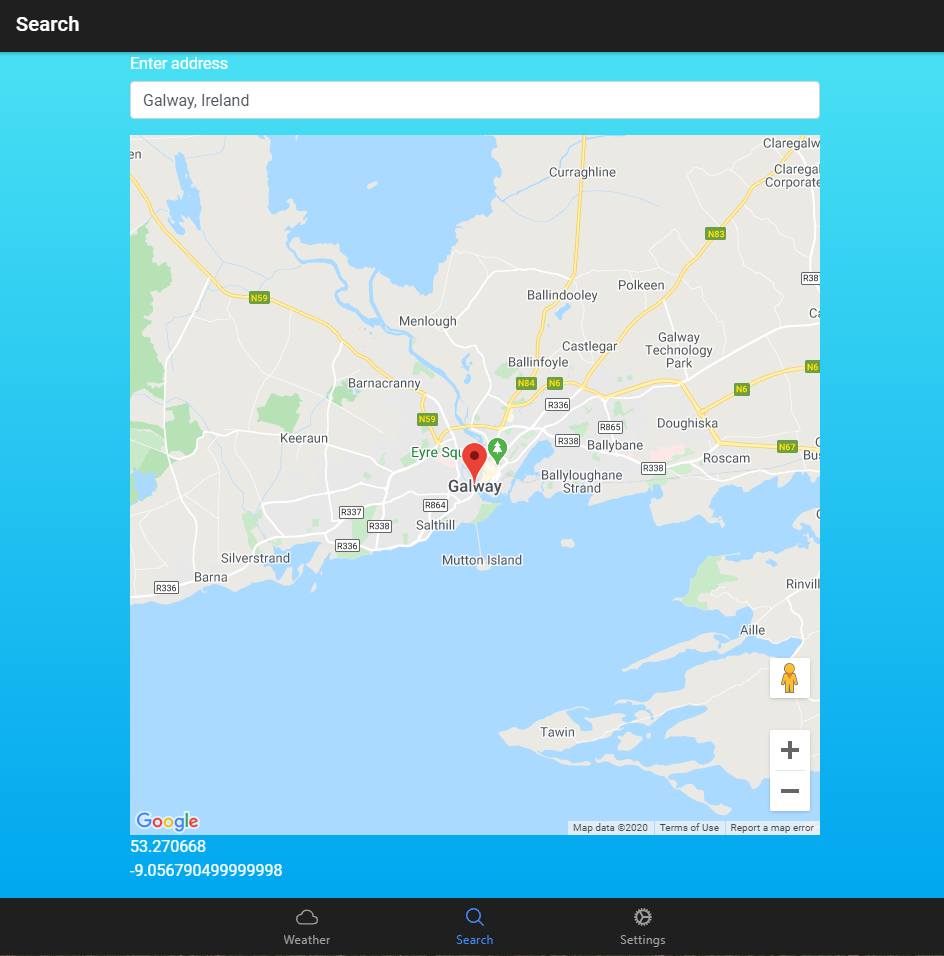 Search
Enter address
Galway, Ireland
en
Claregalw
Curraghline
Claregal
Corporate
N83
R38
N59
Ballindooley
Polkeen
Ca
Menlough
Galway
Technology
Park
Castlegar
Ballinfoyle
N6
Barnacranny
N84
N6
N6
R336
N59
R865
Doughiska
Keeraun
R338
Ballybane
N67
Eyre Squ
Roscam
Bus
R338
Ballyloughane
Strand
Galway
R864
R337
R338
Salthill
R336
Silverstrand
Mutton Island
Barna
R336
Rinvill
Aille
Tawin
Google
Map data ©2020
Terms of Use
Report a map error
53.270668
-9.056790499999998
Weather
Search
Settings